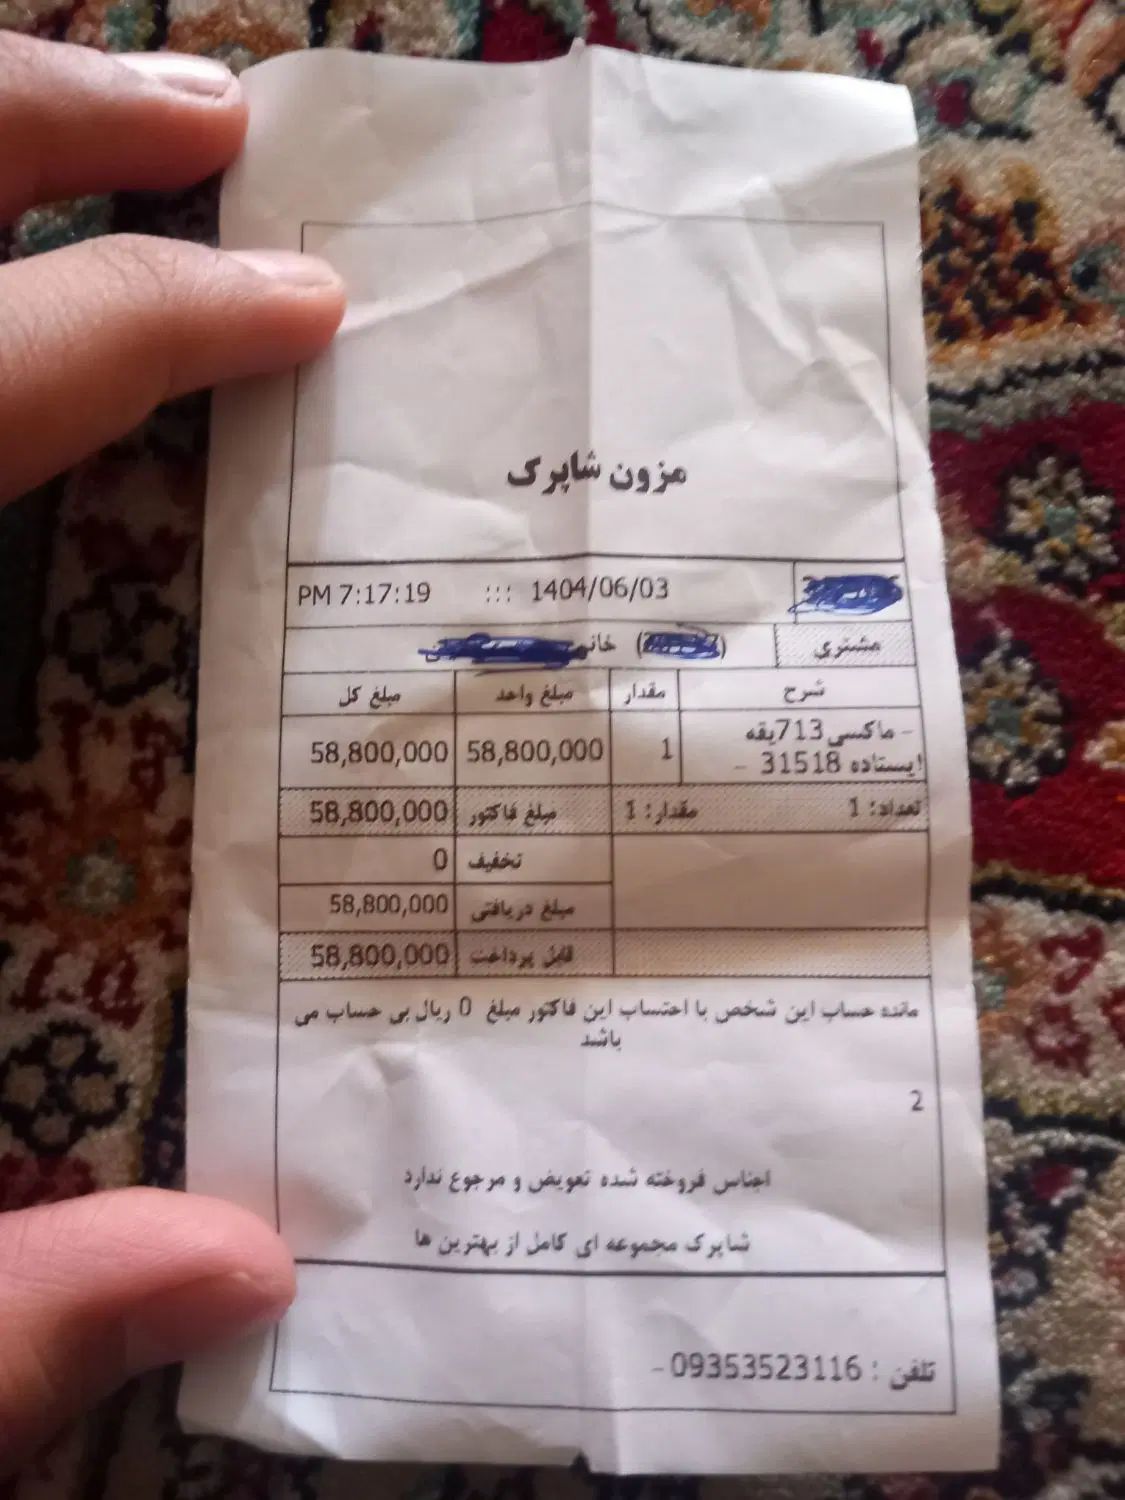 مزون شاپرک
1404/06/03 ::: 7:17:19 PM
مشتری ( ) خانم
شرح مقدار مبلغ واحد مبلغ کل
- ماکسی 713یقه
ایستاده 31518 - 1 58,800,000 58,800,000
تعداد: 1 مقدار: 1 مبلغ فاکتور 58,800,000
تخفیف 0
مبلغ دریافتی 58,800,000
قابل پرداخت 58,800,000
مانده حساب این شخص با احتساب این فاکتور مبلغ 0 ریال بی حساب می
باشد
2
اجناس فروخته شده تعویض و مرجوع ندارد
شاپرک مجموعه ای کامل از بهترین ها
تلفن : 09353523116 -